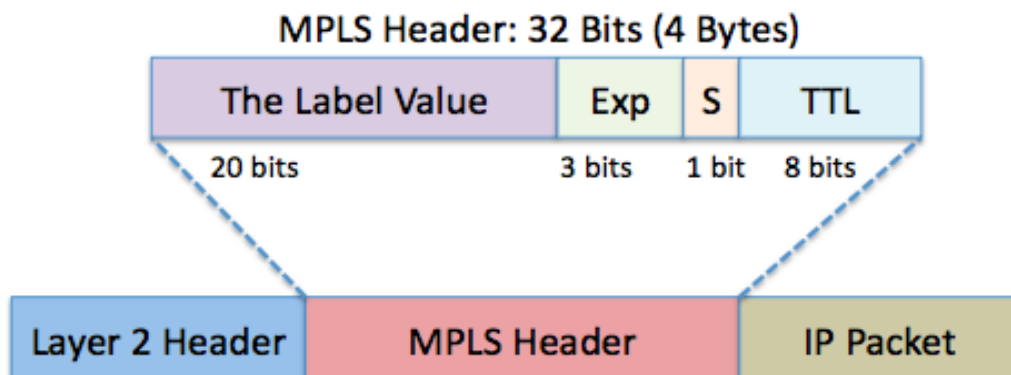 MPLS Header: 32 Bits (4 Bytes)
The Label Value Exp S TTL
20 bits 3 bits 1 bit 8 bits
Layer 2 Header MPLS Header IP Packet